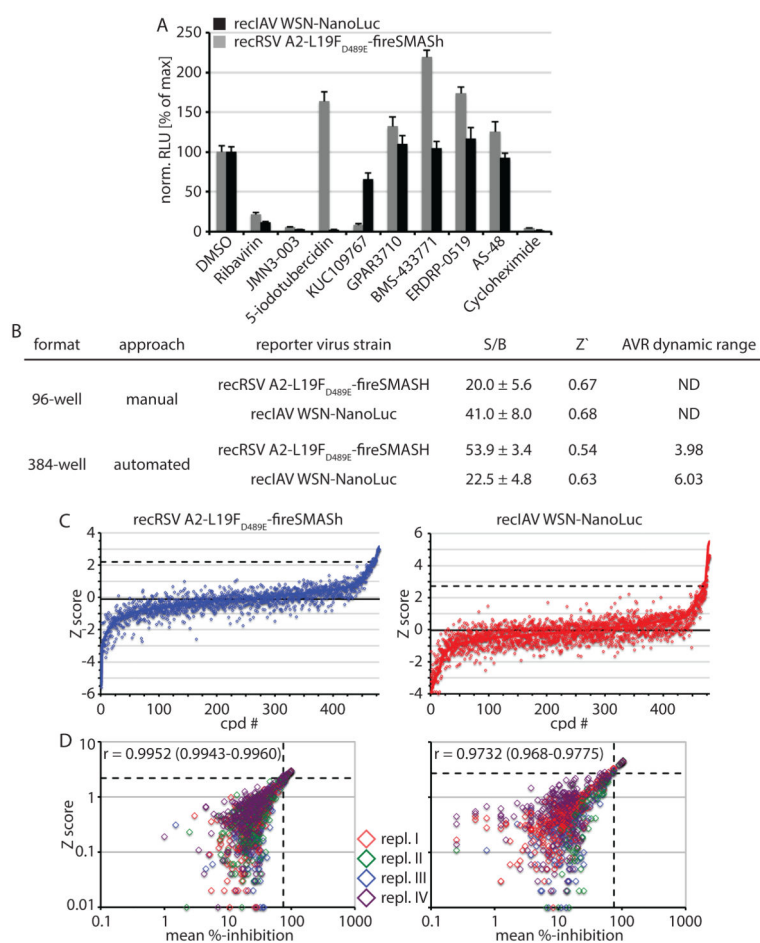 A
recIAV WSN-NanoLuc
recRSV A2-L19F D489E-fireSMASh
norm. RLU [% of max]
250
200
150
100
50
0
DMSO
Ribavirin
JMN3-003
5-iodotubercidin
KUC109767
GPAR3710
BMS-433771
ERDRP-0519
AS-48
Cycloheximide
B
format approach reporter virus strain S/B Z` AVR dynamic range
96-well manual
recRSV A2-L19F D489E-fireSMASH 20.0 ± 5.6 0.67 ND
recIAV WSN-NanoLuc 41.0 ± 8.0 0.68 ND
384-well automated
recRSV A2-L19F D489E-fireSMASH 53.9 ± 3.4 0.54 3.98
recIAV WSN-NanoLuc 22.5 ± 4.8 0.63 6.03
C
recRSV A2-L19F D489E-fireSMASh
Z score
4
2
0
-2
-4
-6
0 100 200 300 400
cpd #
recIAV WSN-NanoLuc
Z score
6
4
2
0
-2
-4
0 100 200 300 400
cpd #
D
r = 0.9952 (0.9943-0.9960)
Z score
10
1
0.1
0.01
0.1 1 10 100 1000
mean %-inhibition
repl. I
repl. II
repl. III
repl. IV
r = 0.9732 (0.968-0.9775)
0.1 1 10 100 1000
mean %-inhibition